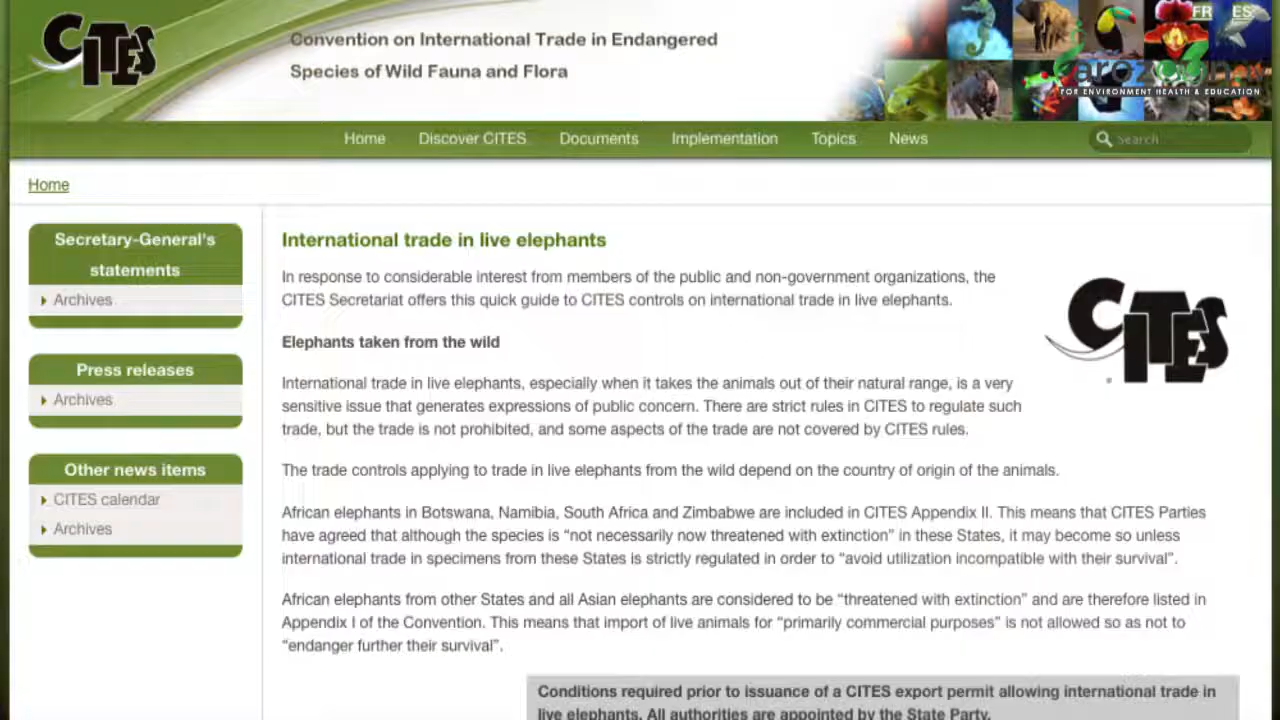 CITES
Convention on International Trade in Endangered
Species of Wild Fauna and Flora
FR ES
FOR ENVIRONMENT HEALTH & EDUCATION
Home Discover CITES Documents Implementation Topics News Search
Home
Secretary-General's
statements
Archives
Press releases
Archives
Other news items
CITES calendar
Archives
International trade in live elephants
In response to considerable interest from members of the public and non-government organizations, the
CITES Secretariat offers this quick guide to CITES controls on international trade in live elephants.
CITES
Elephants taken from the wild
International trade in live elephants, especially when it takes the animals out of their natural range, is a very
sensitive issue that generates expressions of public concern. There are strict rules in CITES to regulate such
trade, but the trade is not prohibited, and some aspects of the trade are not covered by CITES rules.
The trade controls applying to trade in live elephants from the wild depend on the country of origin of the animals.
African elephants in Botswana, Namibia, South Africa and Zimbabwe are included in CITES Appendix II. This means that CITES Parties
have agreed that although the species is “not necessarily now threatened with extinction” in these States, it may become so unless
international trade in specimens from these States is strictly regulated in order to “avoid utilization incompatible with their survival”.
African elephants from other States and all Asian elephants are considered to be “threatened with extinction” and are therefore listed in
Appendix I of the Convention. This means that import of live animals for “primarily commercial purposes” is not allowed so as not to
“endanger further their survival”.
Conditions required prior to issuance of a CITES export permit allowing international trade in
live elephants. All authorities are appointed by the State Party.